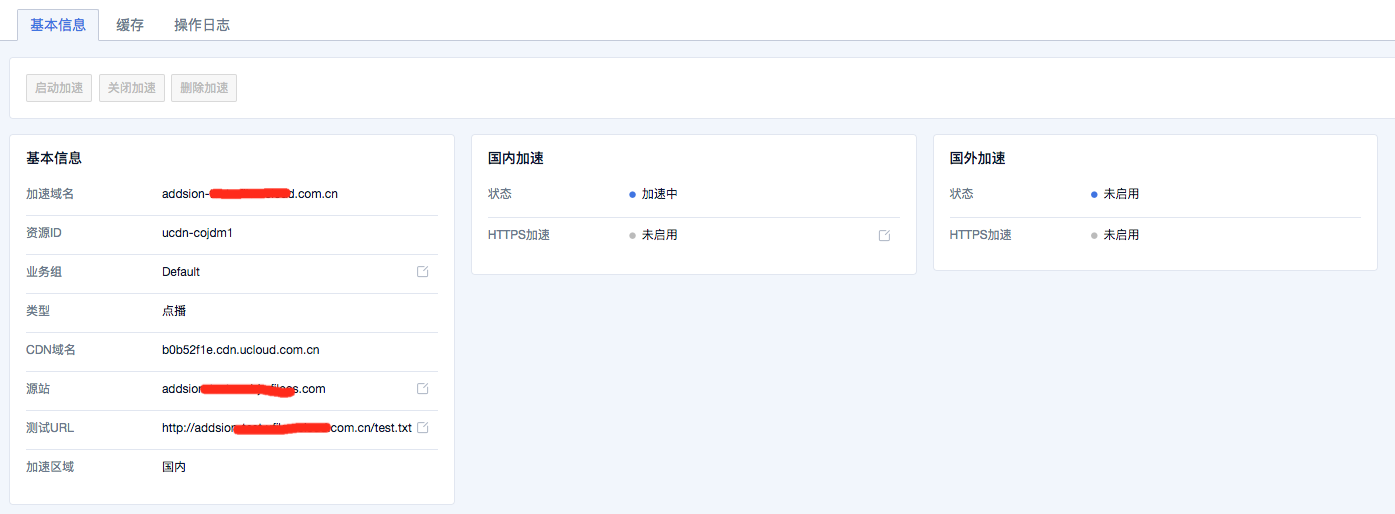 基本信息 缓存 操作日志
启动加速 关闭加速 删除加速
基本信息
加速域名 addsion- d.com.cn
资源ID ucdn-cojdm1
业务组 Default
类型 点播
CDN域名 b0b52f1e.cdn.ucloud.com.cn
源站 addsion s.com
测试URL http://addsion com.cn/test.txt
加速区域 国内
国内加速
状态 加速中
HTTPS加速 未启用
国外加速
状态 未启用
HTTPS加速 未启用